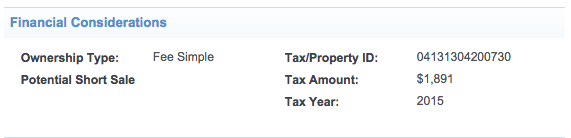 Financial Considerations
Ownership Type: Fee Simple Tax/Property ID: 04131304200730
Potential Short Sale Tax Amount: $1,891
Tax Year: 2015